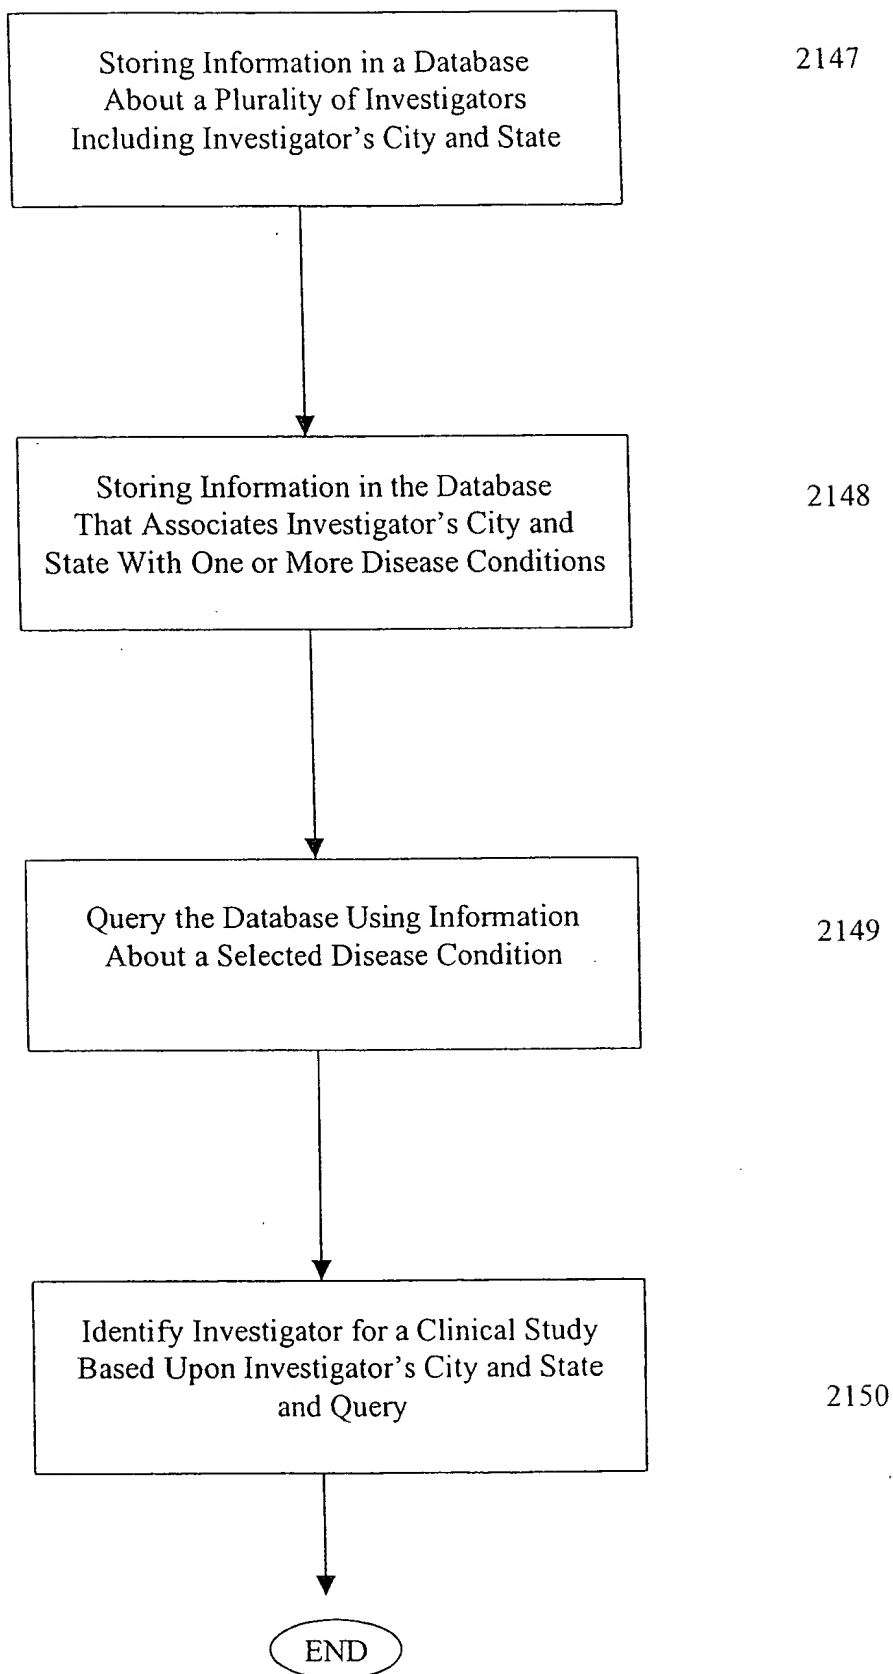 Storing Information in a Database
About a Plurality of Investigators
Including Investigator's City and State
2147
Storing Information in the Database
That Associates Investigator's City and
State With One or More Disease Conditions
2148
Query the Database Using Information
About a Selected Disease Condition
2149
Identify Investigator for a Clinical Study
Based Upon Investigator's City and State
and Query
2150
END